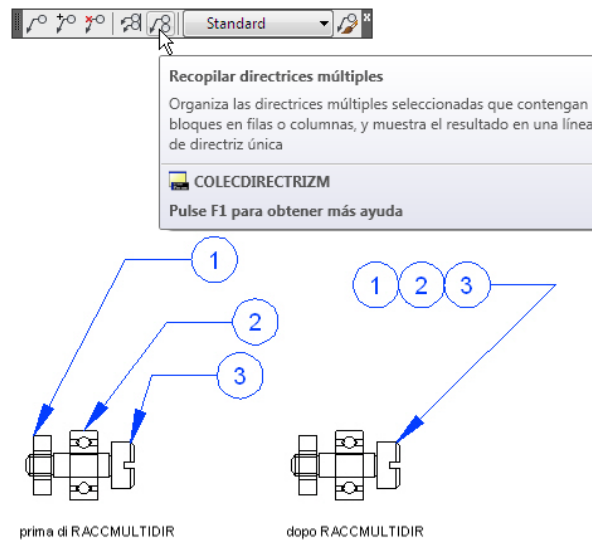 Standard
Recopilar directrices múltiples
Organiza las directrices múltiples seleccionadas que contengan
bloques en filas o columnas, y muestra el resultado en una línea
de directriz única
COLECDIRECTRIZM
Pulse F1 para obtener más ayuda
1
2
3
1 2 3
prima di RACCMULTIDIR
dopo RACCMULTIDIR